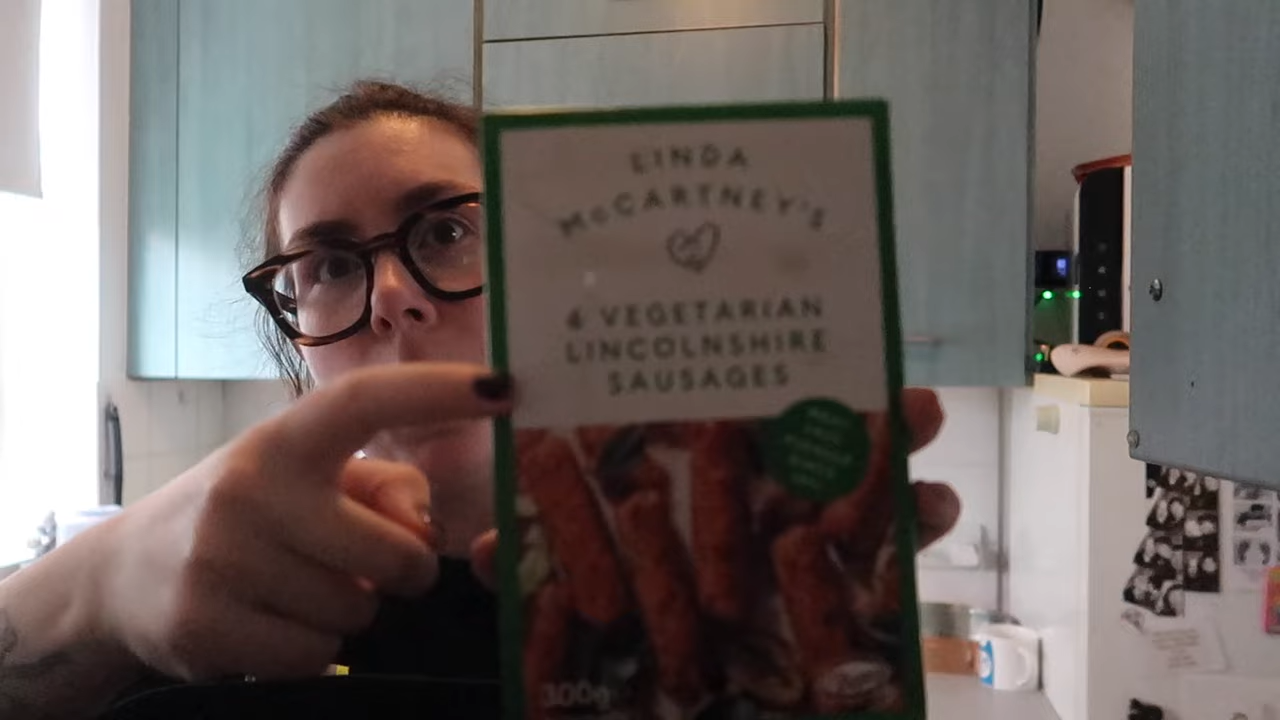 LINDA
McCARTNEY'S
6 VEGETARIAN
LINCOLNSHIRE
SAUSAGES
300g